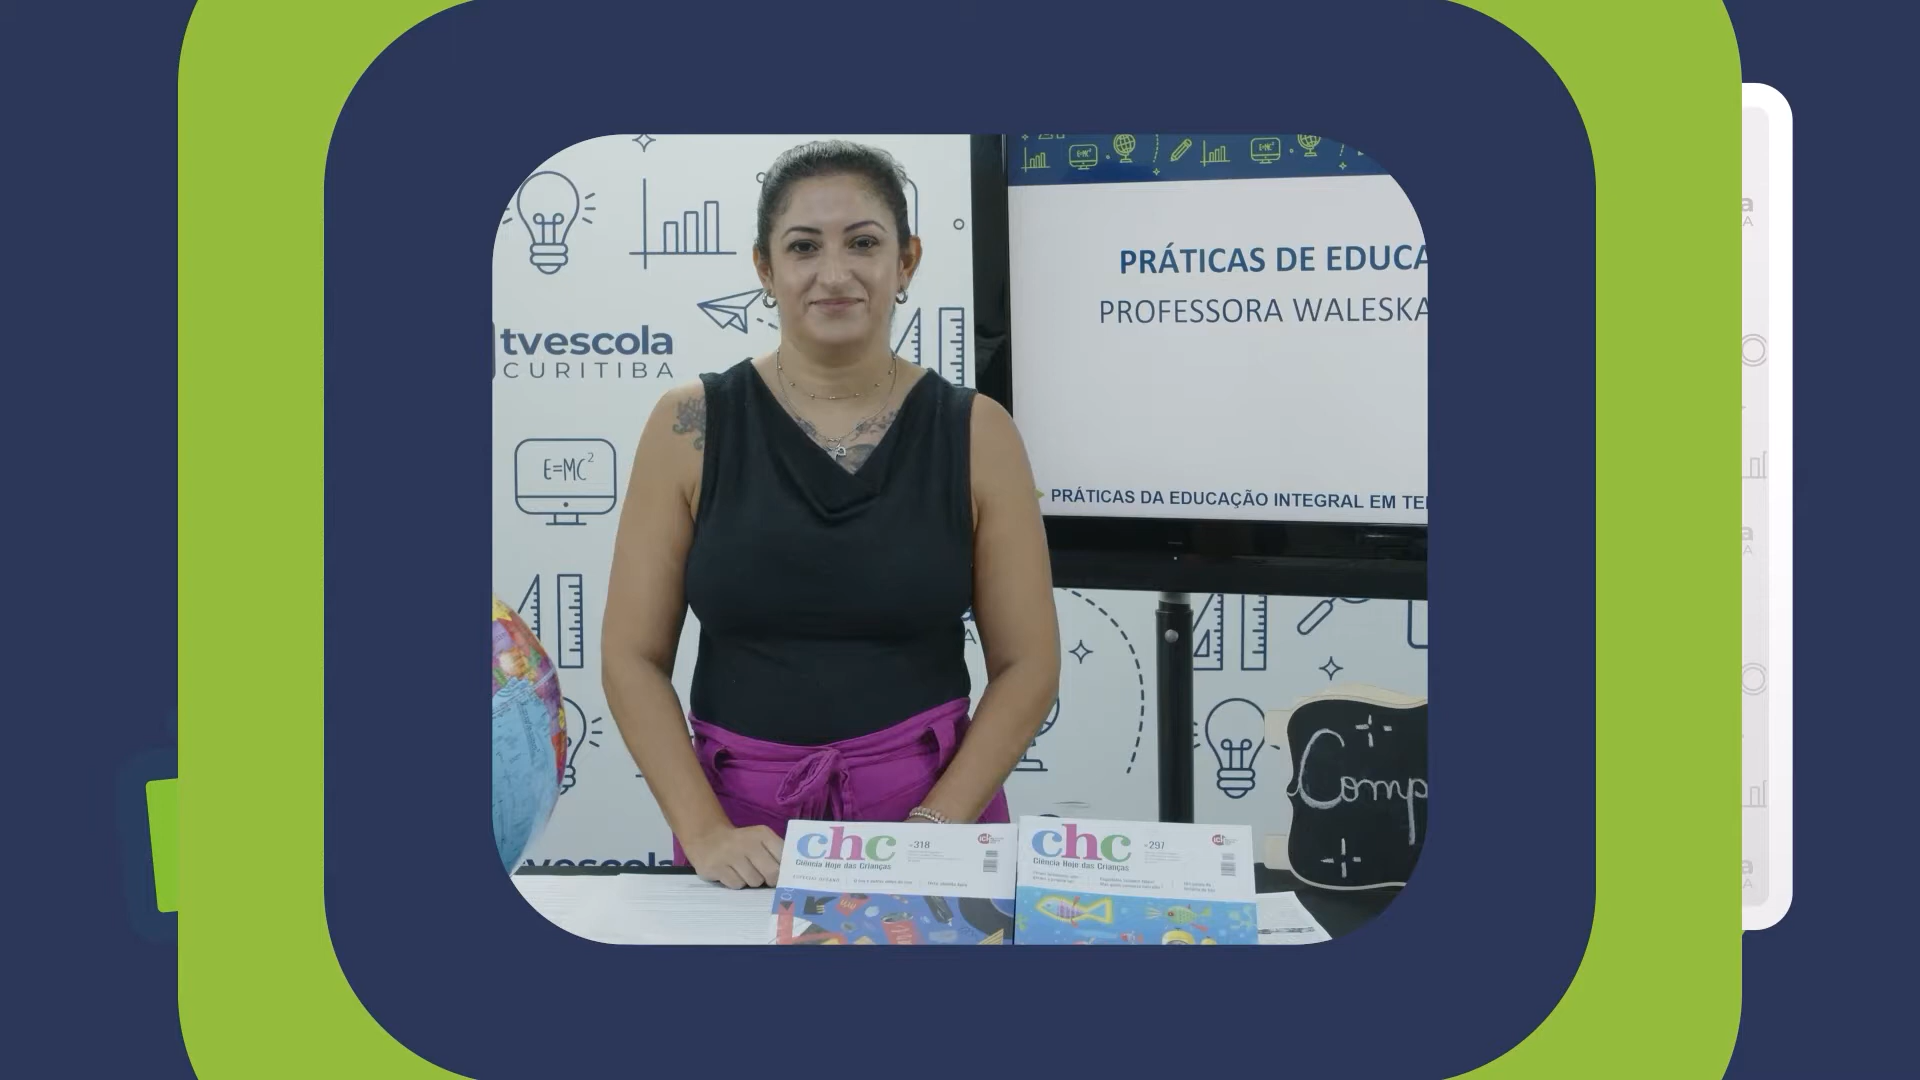 PRÁTICAS DE EDUCA
PROFESSORA WALESKA
tvescola
CURITIBA
E=MC²
PRÁTICAS DA EDUCAÇÃO INTEGRAL EM TE
Comp
chc
318
Ciência Hoje das Crianças
chc
297
Ciência Hoje das Crianças
tvescola